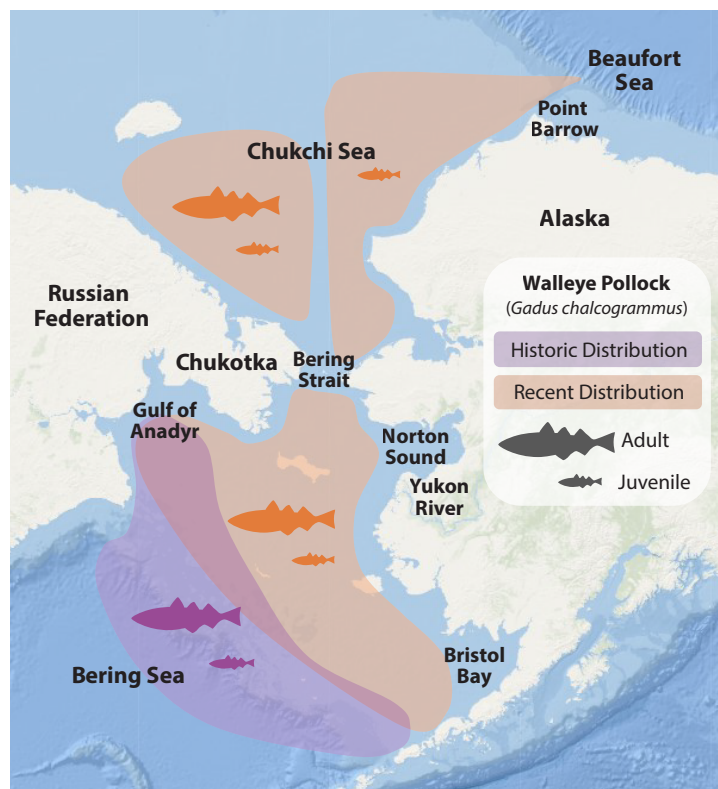 Beaufort
Sea
Point
Barrow
Chukchi Sea
Alaska
Russian
Federation
Chukotka
Bering
Strait
Gulf of
Anadyr
Norton
Sound
Yukon
River
Bering Sea
Bristol
Bay
Walleye Pollock
(Gadus chalcogrammus)
Historic Distribution
Recent Distribution
Adult
Juvenile